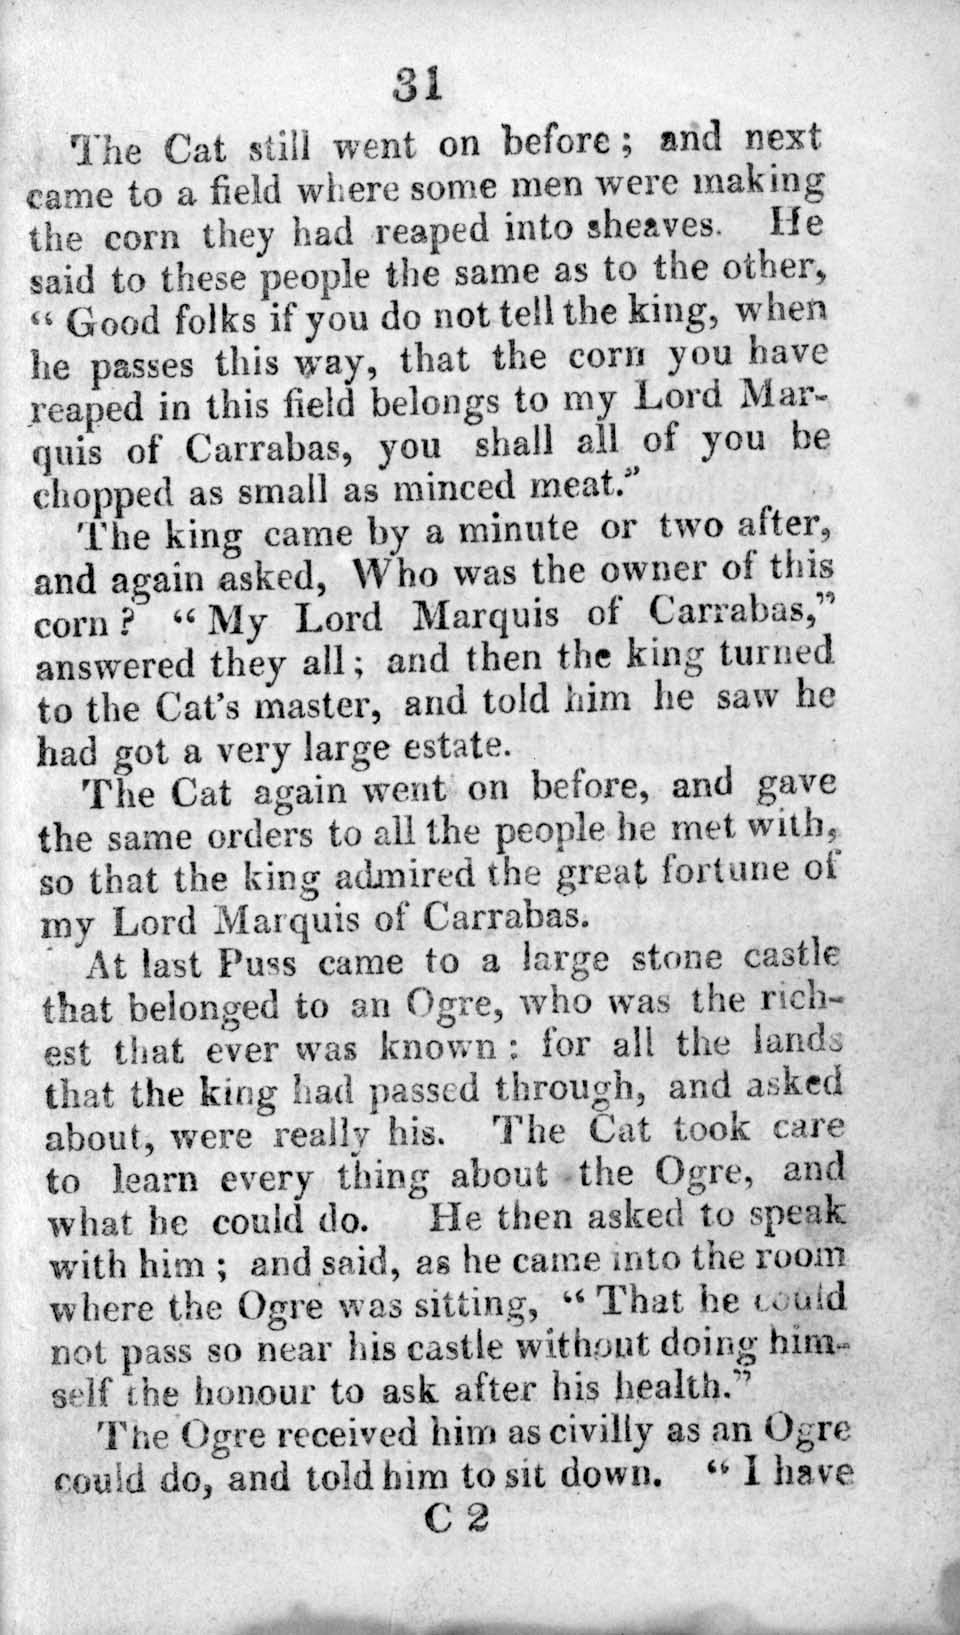 31
The Cat still went on before; and next
came to a field where some men were making
the corn they had reaped into sheaves. He
said to these people the same as to the other,
“ Good folks if you do not tell the king, when
he passes this way, that the corn you have
reaped in this field belongs to my Lord Mar-
quis of Carrabas, you shall all of you be
chopped as small as minced meat.”
The king came by a minute or two after,
and again asked, Who was the owner of this
corn? “ My Lord Marquis of Carrabas,”
answered they all; and then the king turned
to the Cat's master, and told him he saw he
had got a very large estate.
The Cat again went on before, and gave
the same orders to all the people he met with,
so that the king admired the great fortune of
my Lord Marquis of Carrabas.
At last Puss came to a large stone castle
that belonged to an Ogre, who was the rich-
est that ever was known: for all the lands
that the king had passed through, and asked
about, were really his. The Cat took care
to learn every thing about the Ogre, and
what he could do. He then asked to speak
with him; and said, as he came into the room
where the Ogre was sitting, “ That he could
not pass so near his castle without doing him-
self the honour to ask after his health.”
The Ogre received him as civilly as an Ogre
could do, and told him to sit down. “ I have
C 2